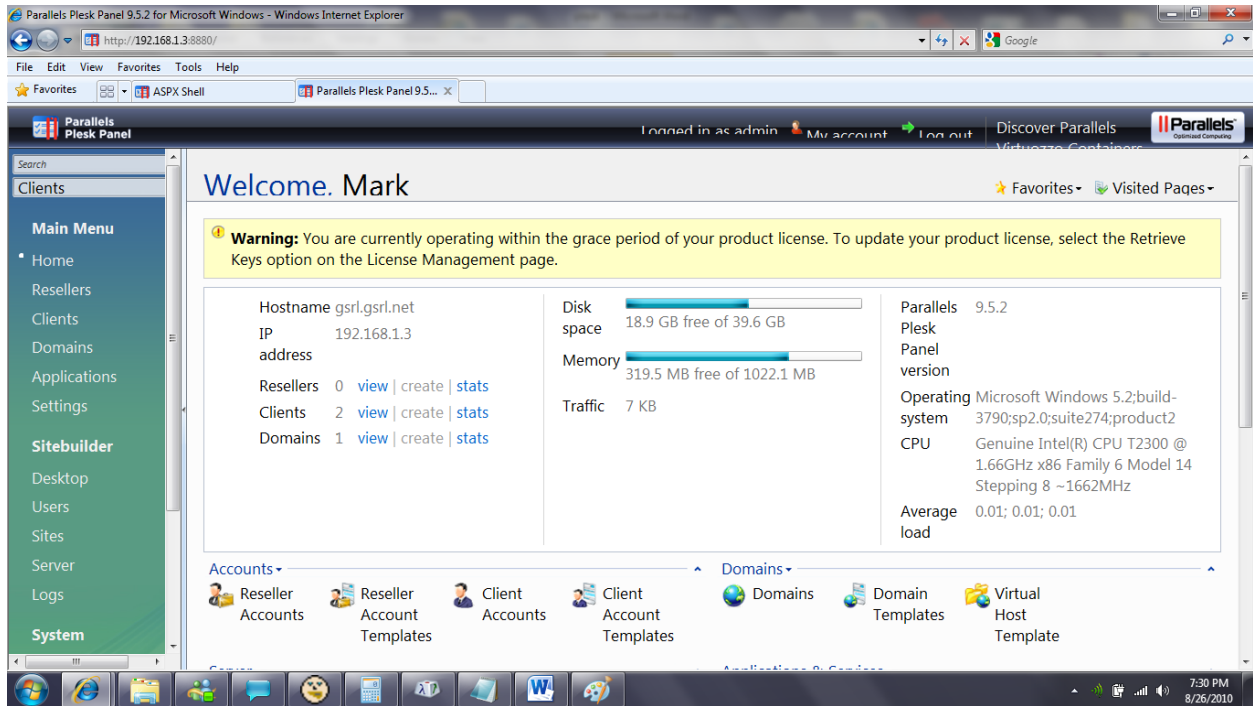 Parallels Plesk Panel 9.5.2 for Microsoft Windows - Windows Internet Explorer
http://192.168.1.3:8880/
Google
File Edit View Favorites Tools Help
Favorites ASPX Shell Parallels Plesk Panel 9.5...
Parallels
Plesk Panel
Logged in as admin My account Log out Discover Parallels
Virtuozzo Containers
Parallels
Optimized Computing
Search
Clients
Main Menu
Home
Resellers
Clients
Domains
Applications
Settings
Sitebuilder
Desktop
Users
Sites
Server
Logs
System
Welcome. Mark
Favorites Visited Pages
Warning: You are currently operating within the grace period of your product license. To update your product license, select the Retrieve
Keys option on the License Management page.
Hostname gsrl.gsrl.net
IP address 192.168.1.3
Resellers 0 view | create | stats
Clients 2 view | create | stats
Domains 1 view | create | stats
Disk space 18.9 GB free of 39.6 GB
Memory 319.5 MB free of 1022.1 MB
Traffic 7 KB
Parallels 9.5.2
Plesk
Panel
version
Operating Microsoft Windows 5.2;build-
system 3790;sp2.0;suite274;product2
CPU Genuine Intel(R) CPU T2300 @
1.66GHz x86 Family 6 Model 14
Stepping 8 ~1662MHz
Average 0.01; 0.01; 0.01
load
Accounts
Reseller
Accounts
Reseller
Account
Templates
Client
Accounts
Client
Account
Templates
Domains
Domains
Domain
Templates
Virtual
Host
Template
Server
Applications & Services
7:30 PM
8/26/2010